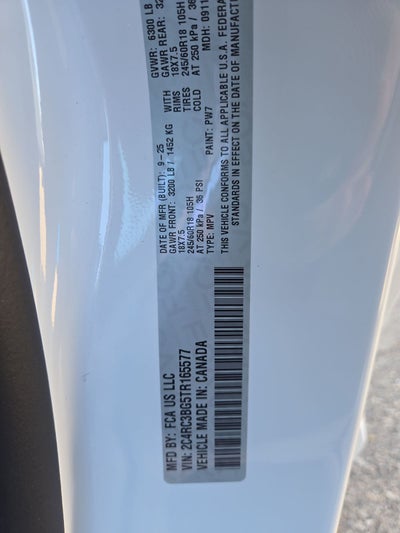 MFD BY: FCA US LLC
VIN: 2C4RC3BG5TR165577
VEHICLE MADE IN: CANADA
DATE OF MFR (BUILT): 9-25
GVWR: 6300 LB
GAWR FRONT: 3200 LB / 1452 KG
GAWR REAR:
18X7.5
WITH
18X7.5
245/60R18 105H
RIMS
245/60R18 105H
AT 250 kPa / 36 PSI
TIRES
AT 250 kPa / 36
TYPE: MPV
COLD
PAINT: PW7
MDH: 0911
THIS VEHICLE CONFORMS TO ALL APPLICABLE U.S.A. FEDERAL
STANDARDS IN EFFECT ON THE DATE OF MANUFACTURE